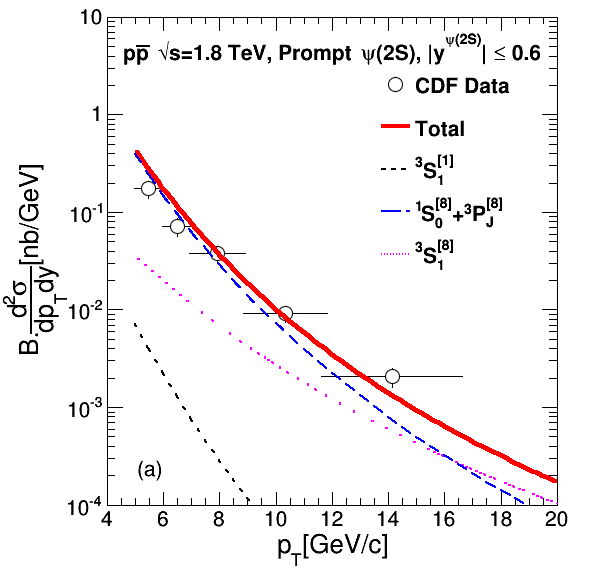 pp̅ √s=1.8 TeV, Prompt ψ(2S), |y^ψ(2S)| ≤ 0.6
CDF Data
Total
³S₁^[1]
¹S₀^[8]+³P_J^[8]
³S₁^[8]
B.d²σ/dp_T dy[nb/GeV]
10
1
10⁻¹
10⁻²
10⁻³
10⁻⁴
(a)
4 6 8 10 12 14 16 18 20
p_T[GeV/c]